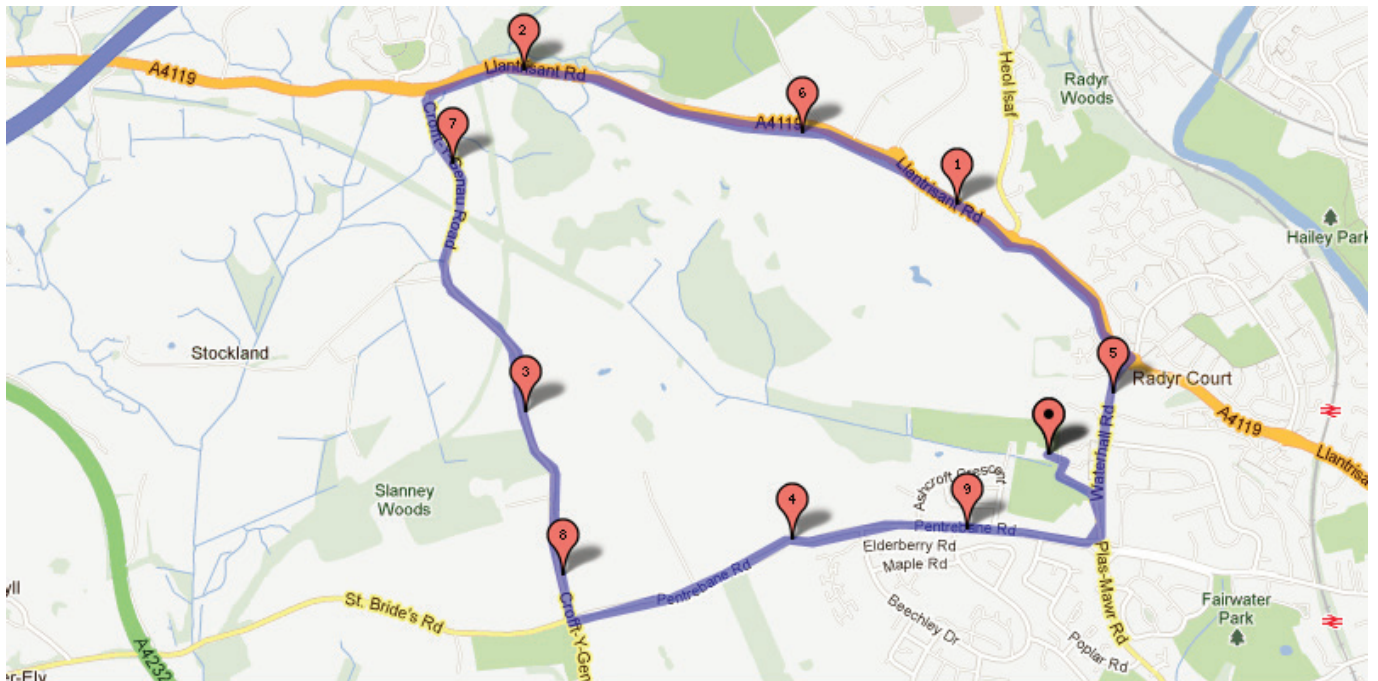 2
A4119
Llantrisant Rd
Heol Isaf
Radyr
Woods
6
A4119
7
1
Crofft-Y-Genau Road
Llantrisant Rd
Hailey Park
Stockland
5
Radyr Court
3
A4119
Llantrisa
Waterhall Rd
Slanney
Woods
Ashcroft Crescent
4
9
Pentrebane Rd
8
Elderberry Rd
Maple Rd
Plas-Mawr Rd
Pentrebane Rd
yll
St. Bride's Rd
Crofft-Y-Gen
Beechley Dr
Fairwater
Park
Poplar Rd
A4232
er-Ely